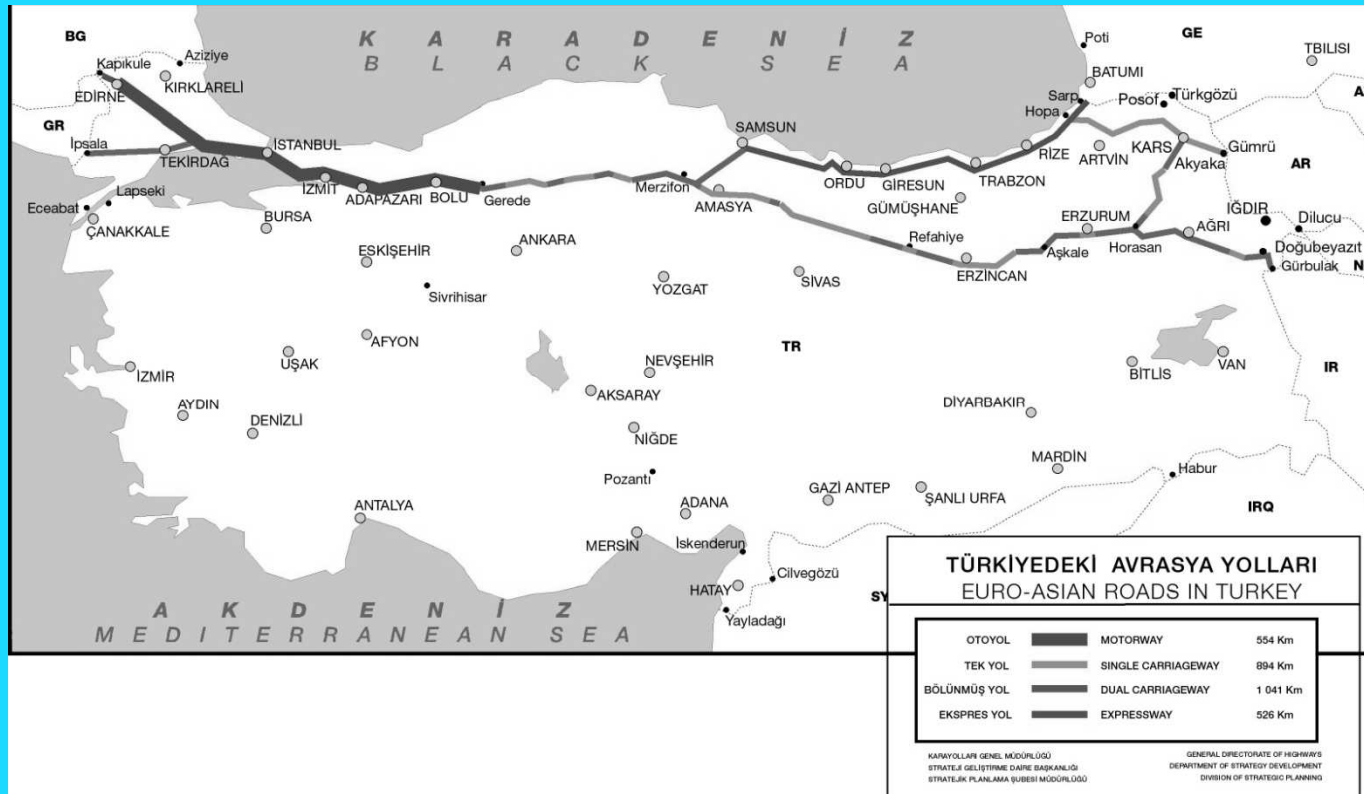 BG
Aziziye
K A R A D E N İ Z
B L A C K S E A
Poti
GE
TBILISI
Kapıkule
KIRKLARELİ
EDİRNE
BATUMI
A
Sarp
Posof
Türkgözü
Hopa
GR
İpsala
TEKİRDAĞ
İSTANBUL
SAMSUN
RİZE
ARTVİN
KARS
Gümrü
Akyaka
AR
Lapseki
Eceabat
ÇANAKKALE
İZMİT
ADAPAZARI
BOLU
Gerede
Merzifon
AMASYA
ORDU
GİRESUN
TRABZON
GÜMÜŞHANE
IĞDIR
Dilucu
BURSA
ESKİŞEHİR
ANKARA
Refahiye
ERZURUM
AĞRI
Doğubeyazıt
N
ERZİNCAN
Aşkale
Horasan
Gürbulak
Sivrihisar
YOZGAT
SİVAS
AFYON
UŞAK
TR
İZMİR
NEVŞEHİR
BİTLİS
VAN
IR
AKSARAY
AYDIN
DENİZLİ
DİYARBAKIR
NİĞDE
MARDİN
Habur
Pozantı
GAZİ ANTEP
ŞANLI URFA
IRQ
ANTALYA
ADANA
MERSİN
İskenderun
Cilvegözü
HATAY
Yayladağı
SY
A K D E N İ Z
M E D I T E R R A N E A N S E A
TÜRKİYEDEKİ AVRASYA YOLLARI
EURO-ASIAN ROADS IN TURKEY
OTOYOL MOTORWAY 554 Km
TEK YOL SINGLE CARRIAGEWAY 894 Km
BÖLÜNMÜŞ YOL DUAL CARRIAGEWAY 1 041 Km
EKSPRES YOL EXPRESSWAY 526 Km
KARAYOLLARI GENEL MÜDÜRLÜĞÜ
STRATEJİ GELİŞTİRME DAİRE BAŞKANLIĞI
STRATEJİK PLANLAMA ŞUBESİ MÜDÜRLÜĞÜ
GENERAL DIRECTORATE OF HIGHWAYS
DEPARTMENT OF STRATEGY DEVELOPMENT
DIVISION OF STRATEGIC PLANNING